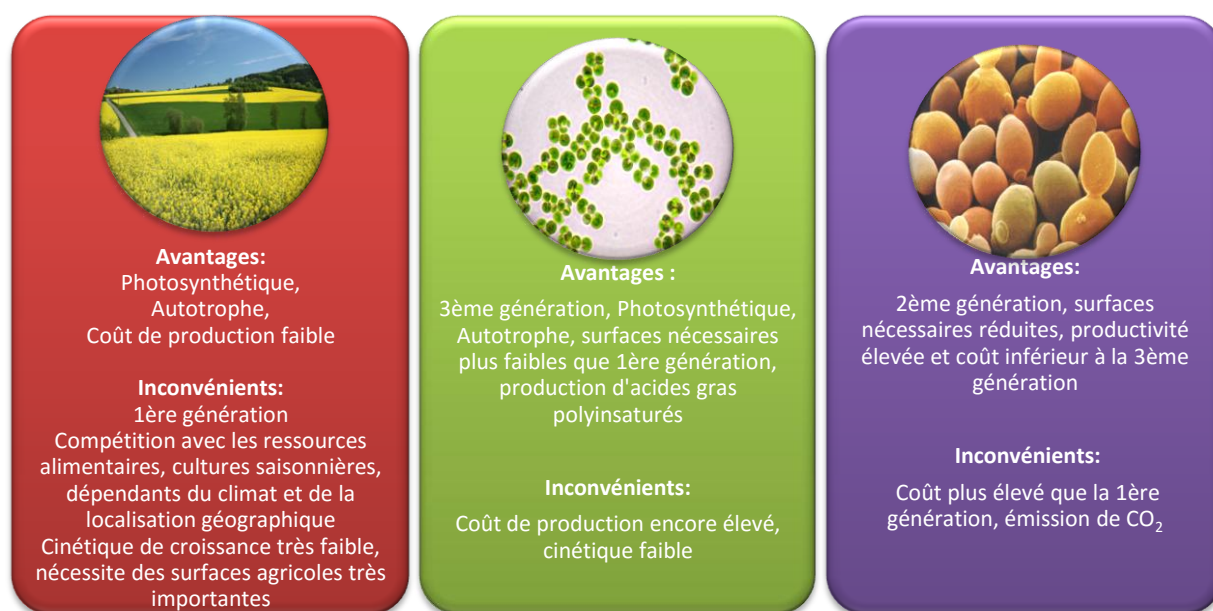 Avantages:
Photosynthétique,
Autotrophe,
Coût de production faible
Inconvénients:
1ère génération
Compétition avec les ressources
alimentaires, cultures saisonnières,
dépendants du climat et de la
localisation géographique
Cinétique de croissance très faible,
nécessite des surfaces agricoles très
importantes
Avantages :
3ème génération, Photosynthétique,
Autotrophe, surfaces nécessaires
plus faibles que 1ère génération,
production d'acides gras
polyinsaturés
Inconvénients:
Coût de production encore élevé,
cinétique faible
Avantages:
2ème génération, surfaces
nécessaires réduites, productivité
élevée et coût inférieur à la 3ème
génération
Inconvénients:
Coût plus élevé que la 1ère
génération, émission de CO₂